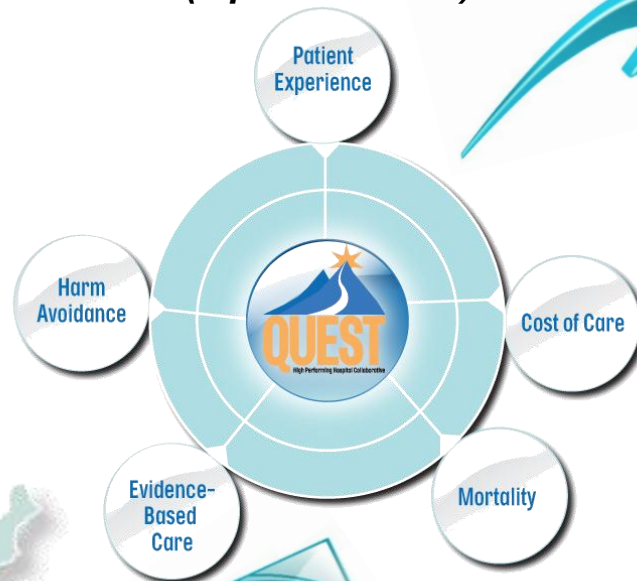 Patient
Experience
Harm
Avoidance
QUEST
High Performing Hospital Collaborative
Cost of Care
Evidence-
Based
Care
Mortality